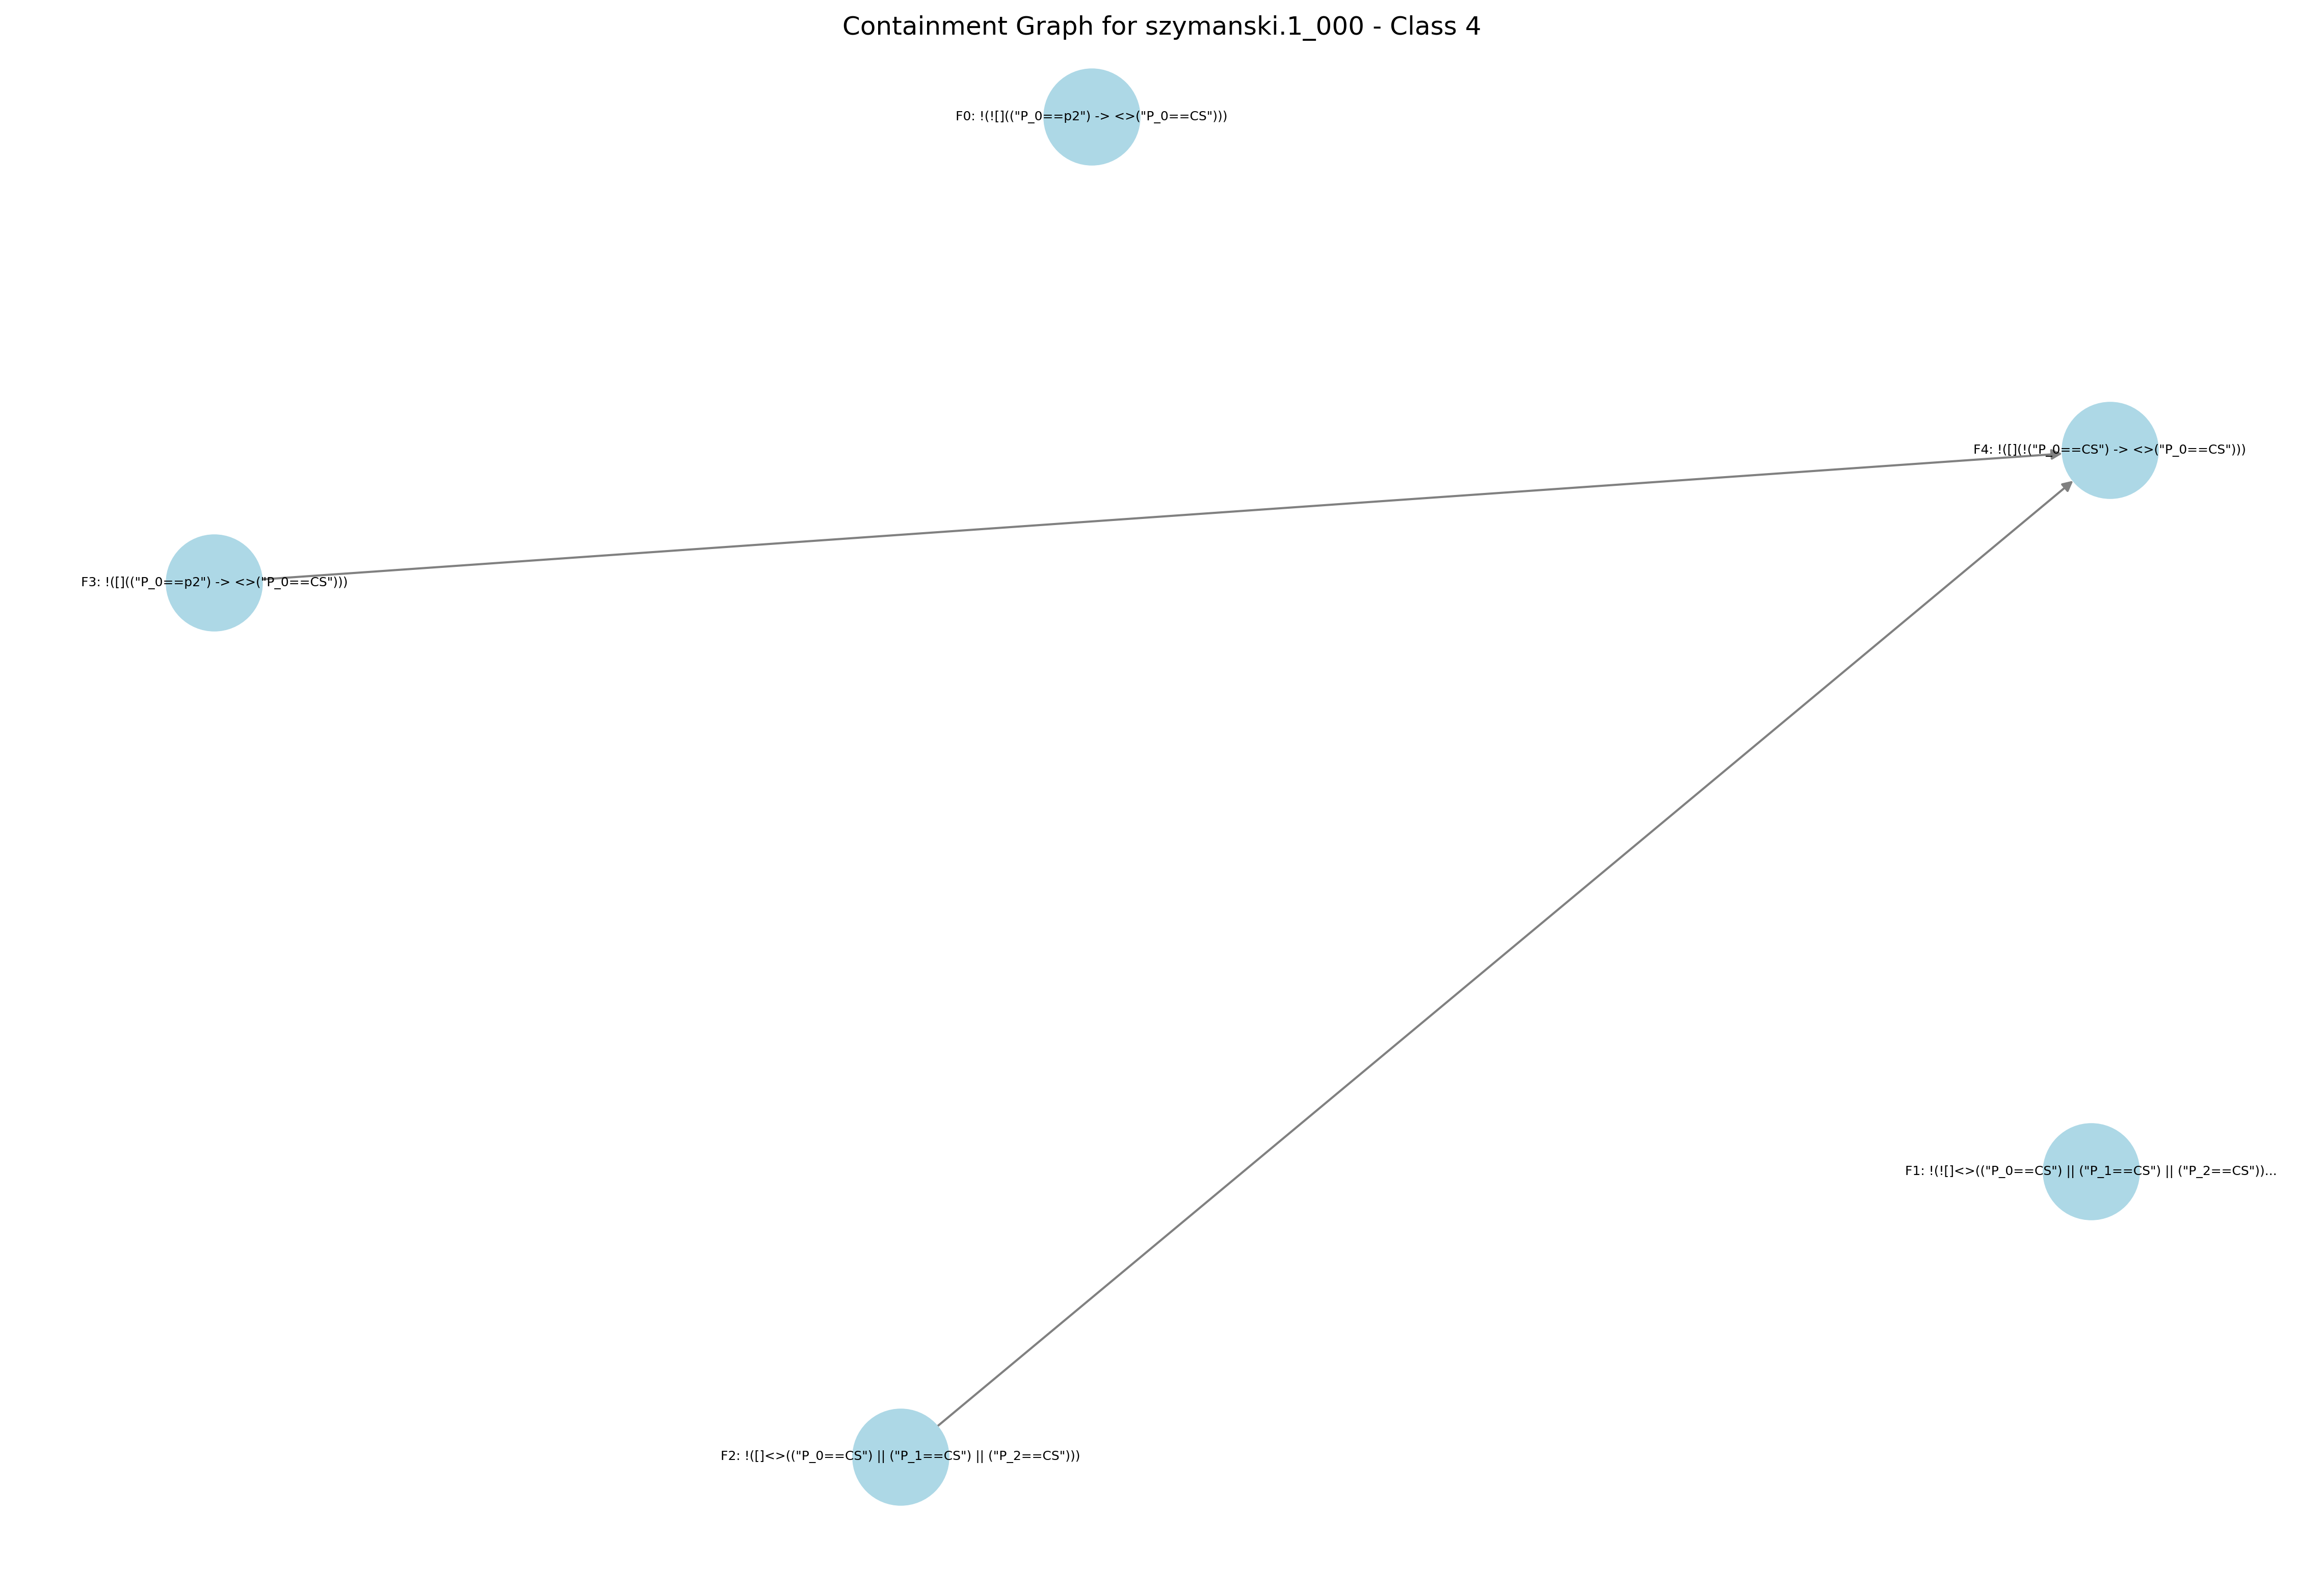 Containment Graph for szymanski.1_000 - Class 4
F0: !(![](("P_0==p2") -> <>("P_0==CS")))
F4: !([](!("P_0==CS") -> <>("P_0==CS")))
F3: !([](("P_0==p2") -> <>("P_0==CS")))
F1: !(![]<>(("P_0==CS") || ("P_1==CS") || ("P_2==CS"))...
F2: !([]<>(("P_0==CS") || ("P_1==CS") || ("P_2==CS")))